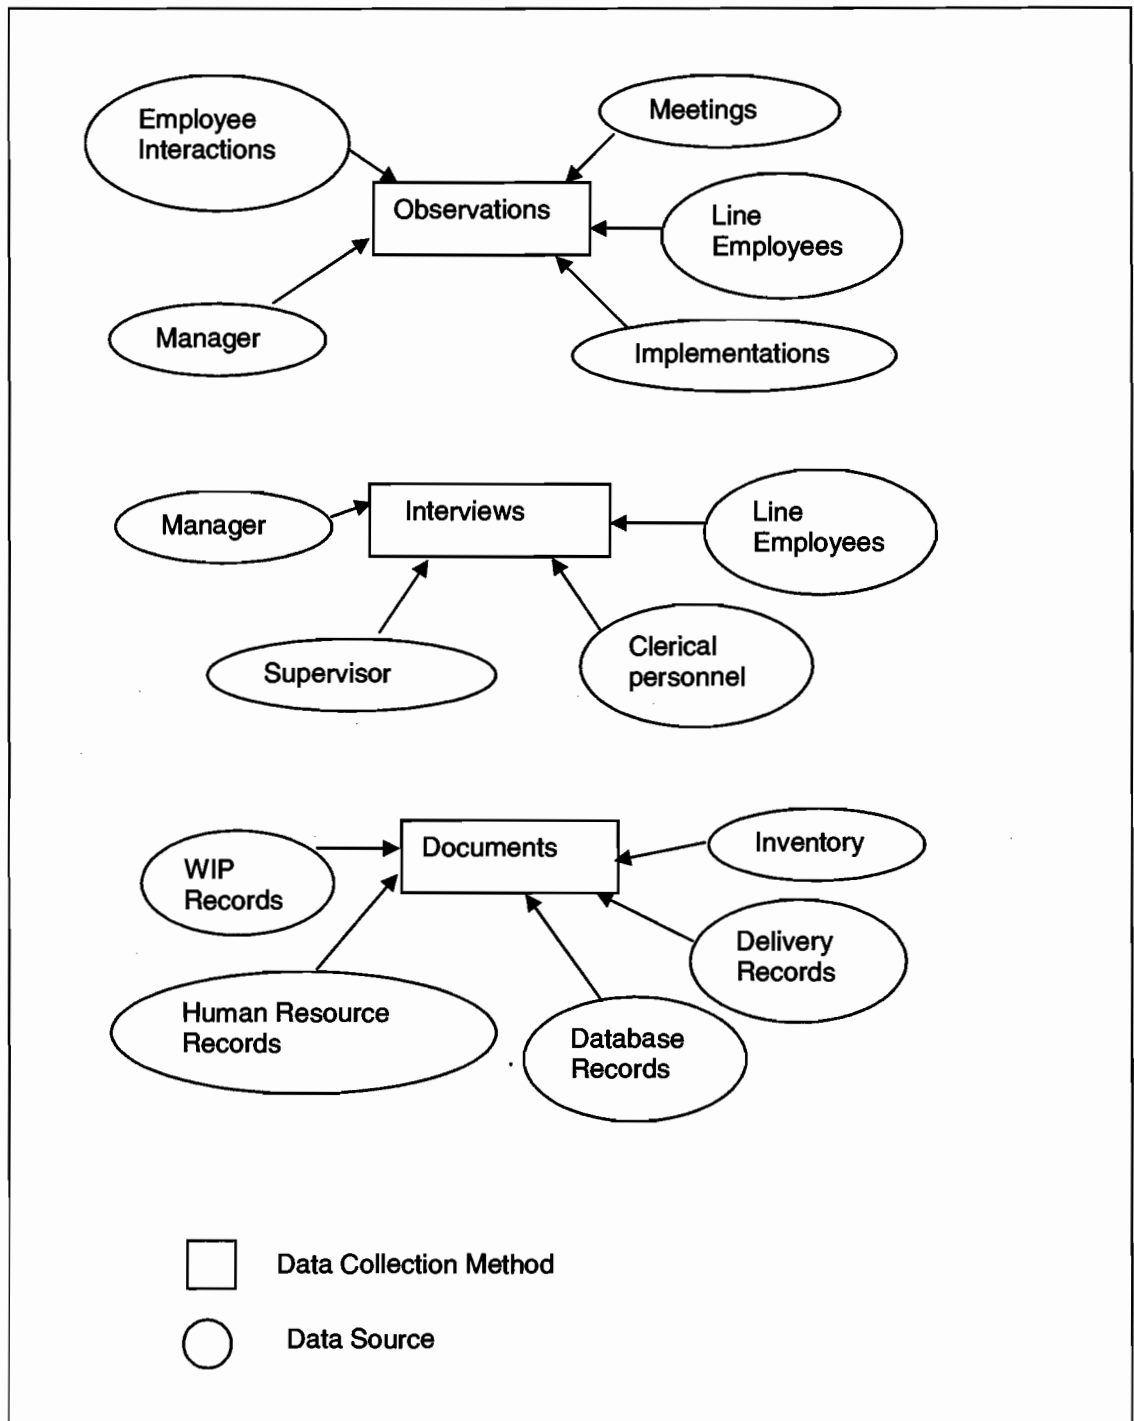 Employee
Interactions
Meetings
Observations
Line
Employees
Manager
Implementations
Manager
Interviews
Line
Employees
Supervisor
Clerical
personnel
WIP
Records
Documents
Inventory
Delivery
Records
Human Resource
Records
Database
Records
Data Collection Method
Data Source